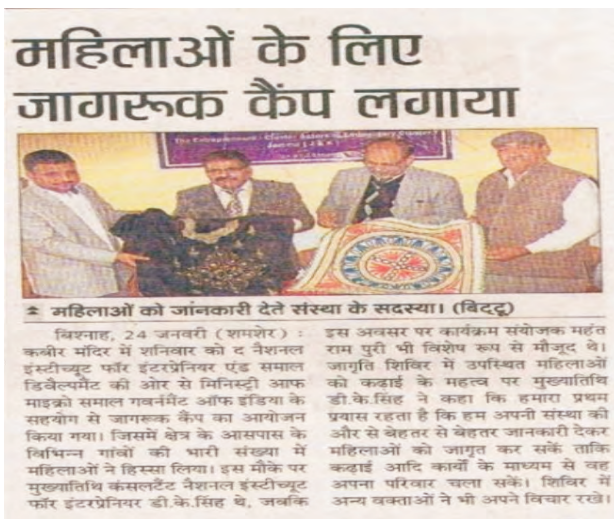 महिलाओं के लिए
जागरूक कैंप लगाया
महिलाओं को जांनकारी देते संस्था के सदस्या। (बिट्टू)
बिश्नाह, 24 जनवरी (शमशेर) :
कबीर मंदिर में शनिवार को द नैशनल
इंस्टीच्यूट फॉर इंटरप्रेनियर एंड समाल
डिवैल्पमेंट की ओर से मिनिस्ट्री आफ
माइक्रो समाल गवर्नमेंट ऑफ इंडिया के
सहयोग से जागरूक कैंप का आयोजन
किया गया। जिसमें क्षेत्र के आसपास के
विभिन्न गांवों की भारी संख्या में
महिलाओं ने हिस्सा लिया। इस मौके पर
मुख्यातिथि कंसलटैंट नैशनल इंस्टीच्यूट
फॉर इंटरप्रेनियर डी.के.सिंह थे, जबकि
इस अवसर पर कार्यक्रम संयोजक महंत
राम पुरी भी विशेष रूप से मौजूद थे।
जागृति शिविर में उपस्थित महिलाओं
को कढ़ाई के महत्व पर मुख्यातिथि
डी.के.सिंह ने कहा कि हमारा प्रथम
प्रयास रहता है कि हम अपनी संस्था की
और से बेहतर से बेहतर जानकारी देकर
महिलाओं को जागृत कर सकें ताकि
कढ़ाई आदि कार्यों के माध्यम से वह
अपना परिवार चला सकें। शिविर में
अन्य वक्ताओं ने भी अपने विचार रखे।